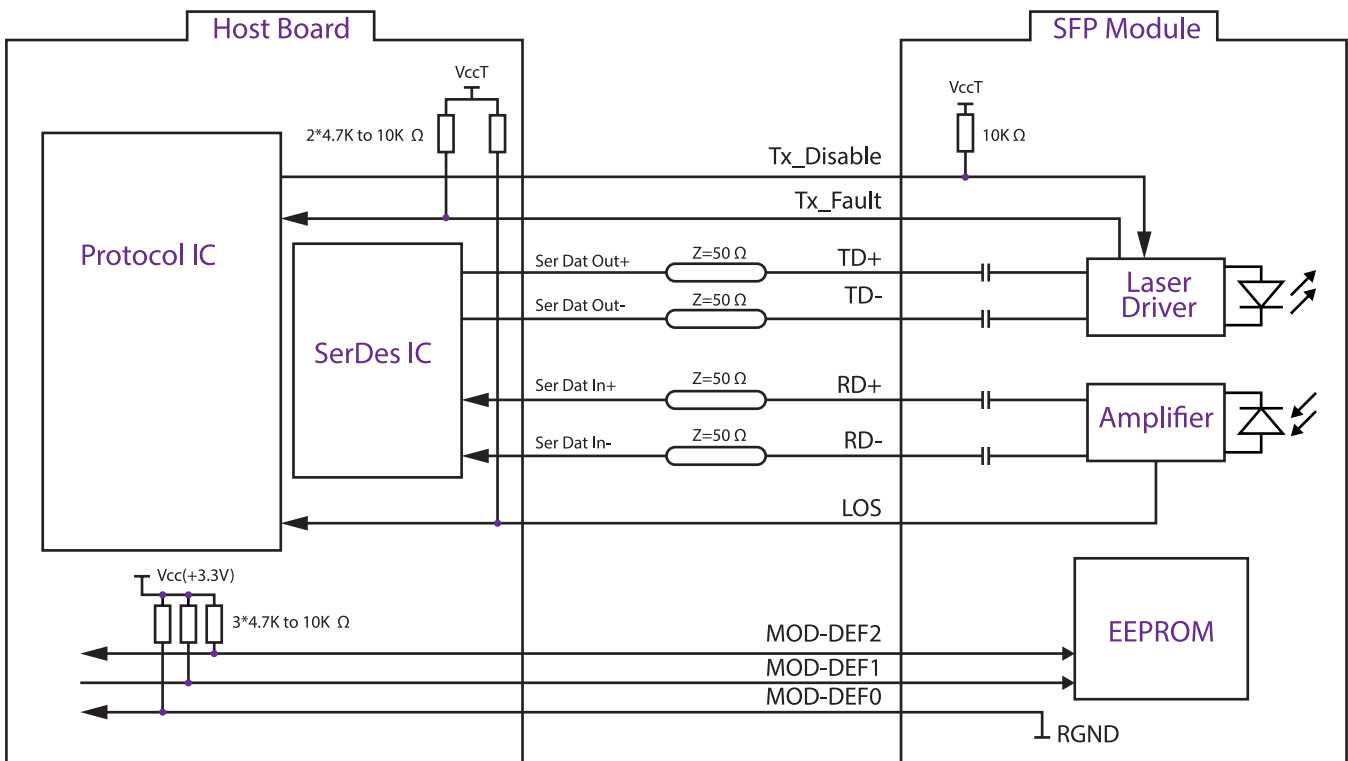 Host Board
SFP Module
VccT
VccT
2*4.7K to 10K Ω
10K Ω
Tx_Disable
Tx_Fault
Protocol IC
Ser Dat Out+
Z=50 Ω
TD+
Ser Dat Out-
Z=50 Ω
TD-
Laser
Driver
SerDes IC
Ser Dat In+
Z=50 Ω
RD+
Ser Dat In-
Z=50 Ω
RD-
Amplifier
LOS
Vcc(+3.3V)
3*4.7K to 10K Ω
MOD-DEF2
MOD-DEF1
MOD-DEF0
EEPROM
RGND